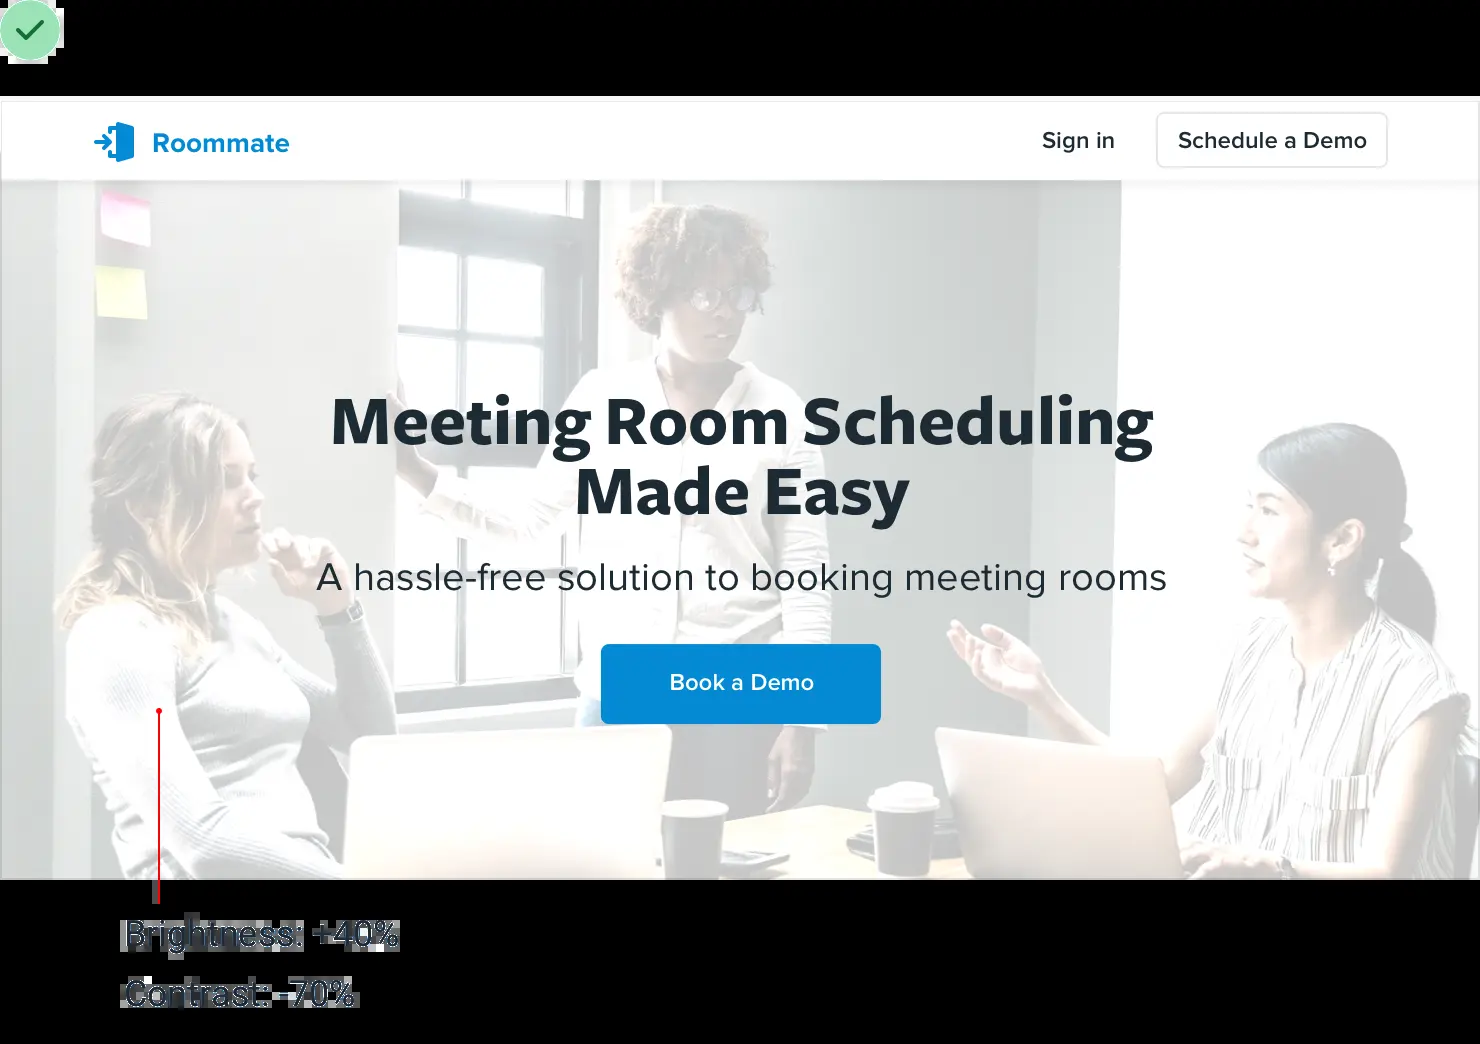 Roommate
Sign in
Schedule a Demo
Meeting Room Scheduling
Made Easy
A hassle-free solution to booking meeting rooms
Book a Demo
Brightness: +40%
Contrast: -70%